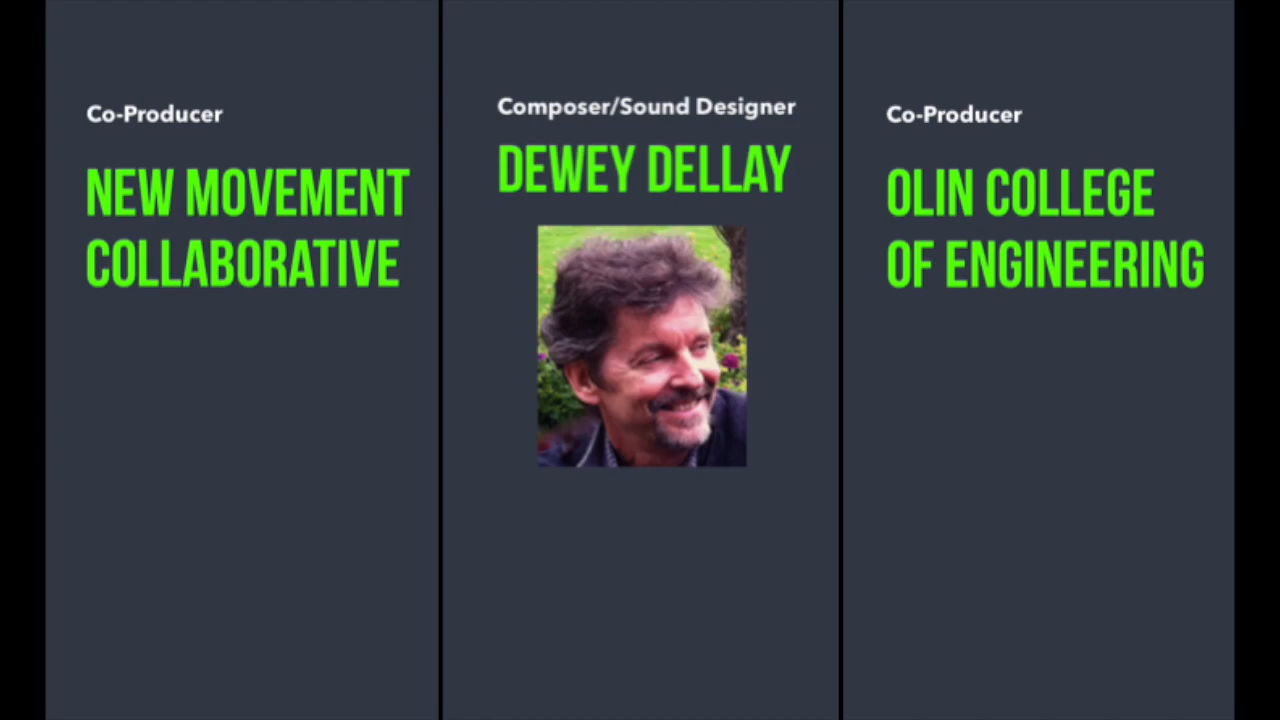 Co-Producer
NEW MOVEMENT
COLLABORATIVE
Composer/Sound Designer
DEWEY DELLAY
Co-Producer
OLIN COLLEGE
OF ENGINEERING